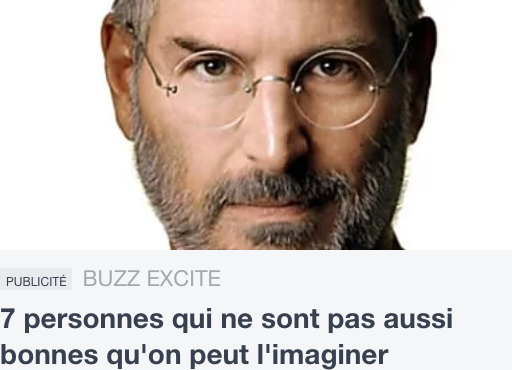 PUBLICITÉ BUZZ EXCITE
7 personnes qui ne sont pas aussi
bonnes qu'on peut l'imaginer